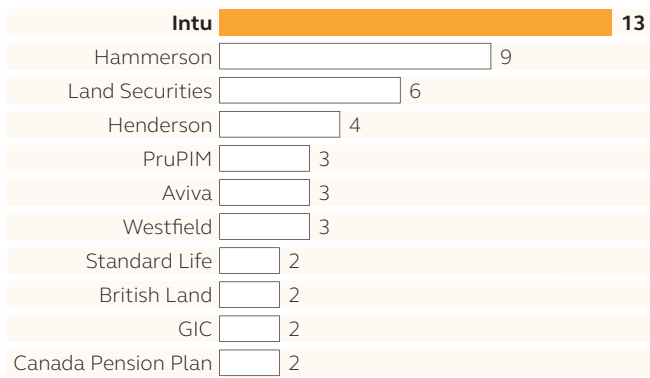 Intu 13
Hammerson 9
Land Securities 6
Henderson 4
PruPIM 3
Aviva 3
Westfield 3
Standard Life 2
British Land 2
GIC 2
Canada Pension Plan 2